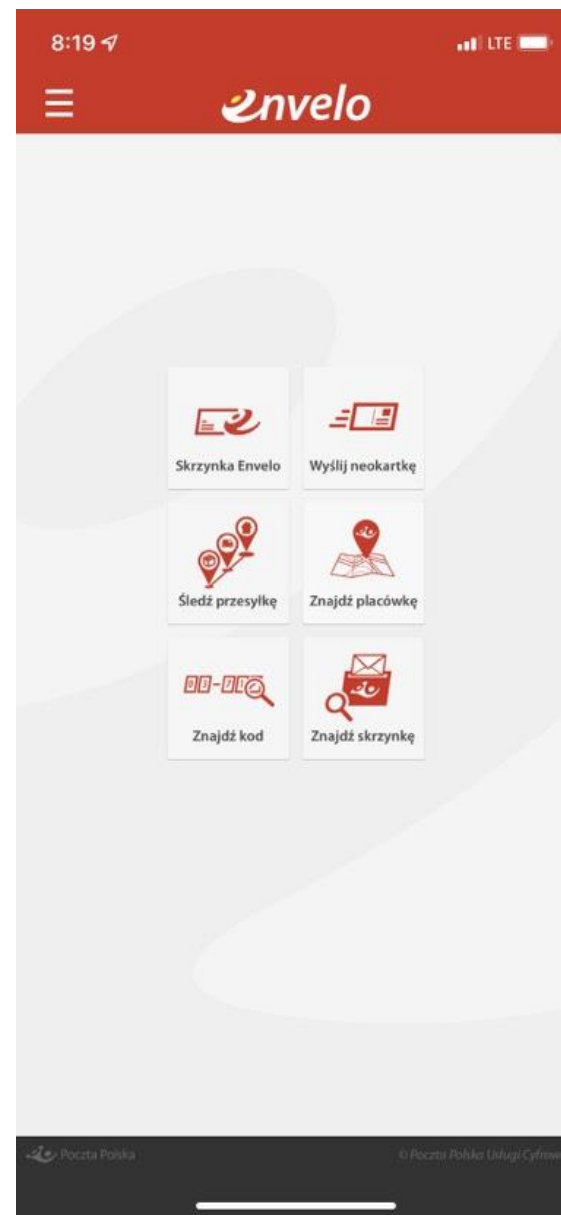 8:19
LTE
envelo
Skrzynka Envelo
Wyślij neokartkę
Śledź przesyłkę
Znajdź placówkę
Znajdź kod
Znajdź skrzynkę
Poczta Polska
© Poczta Polska Usługi Cyfrowe